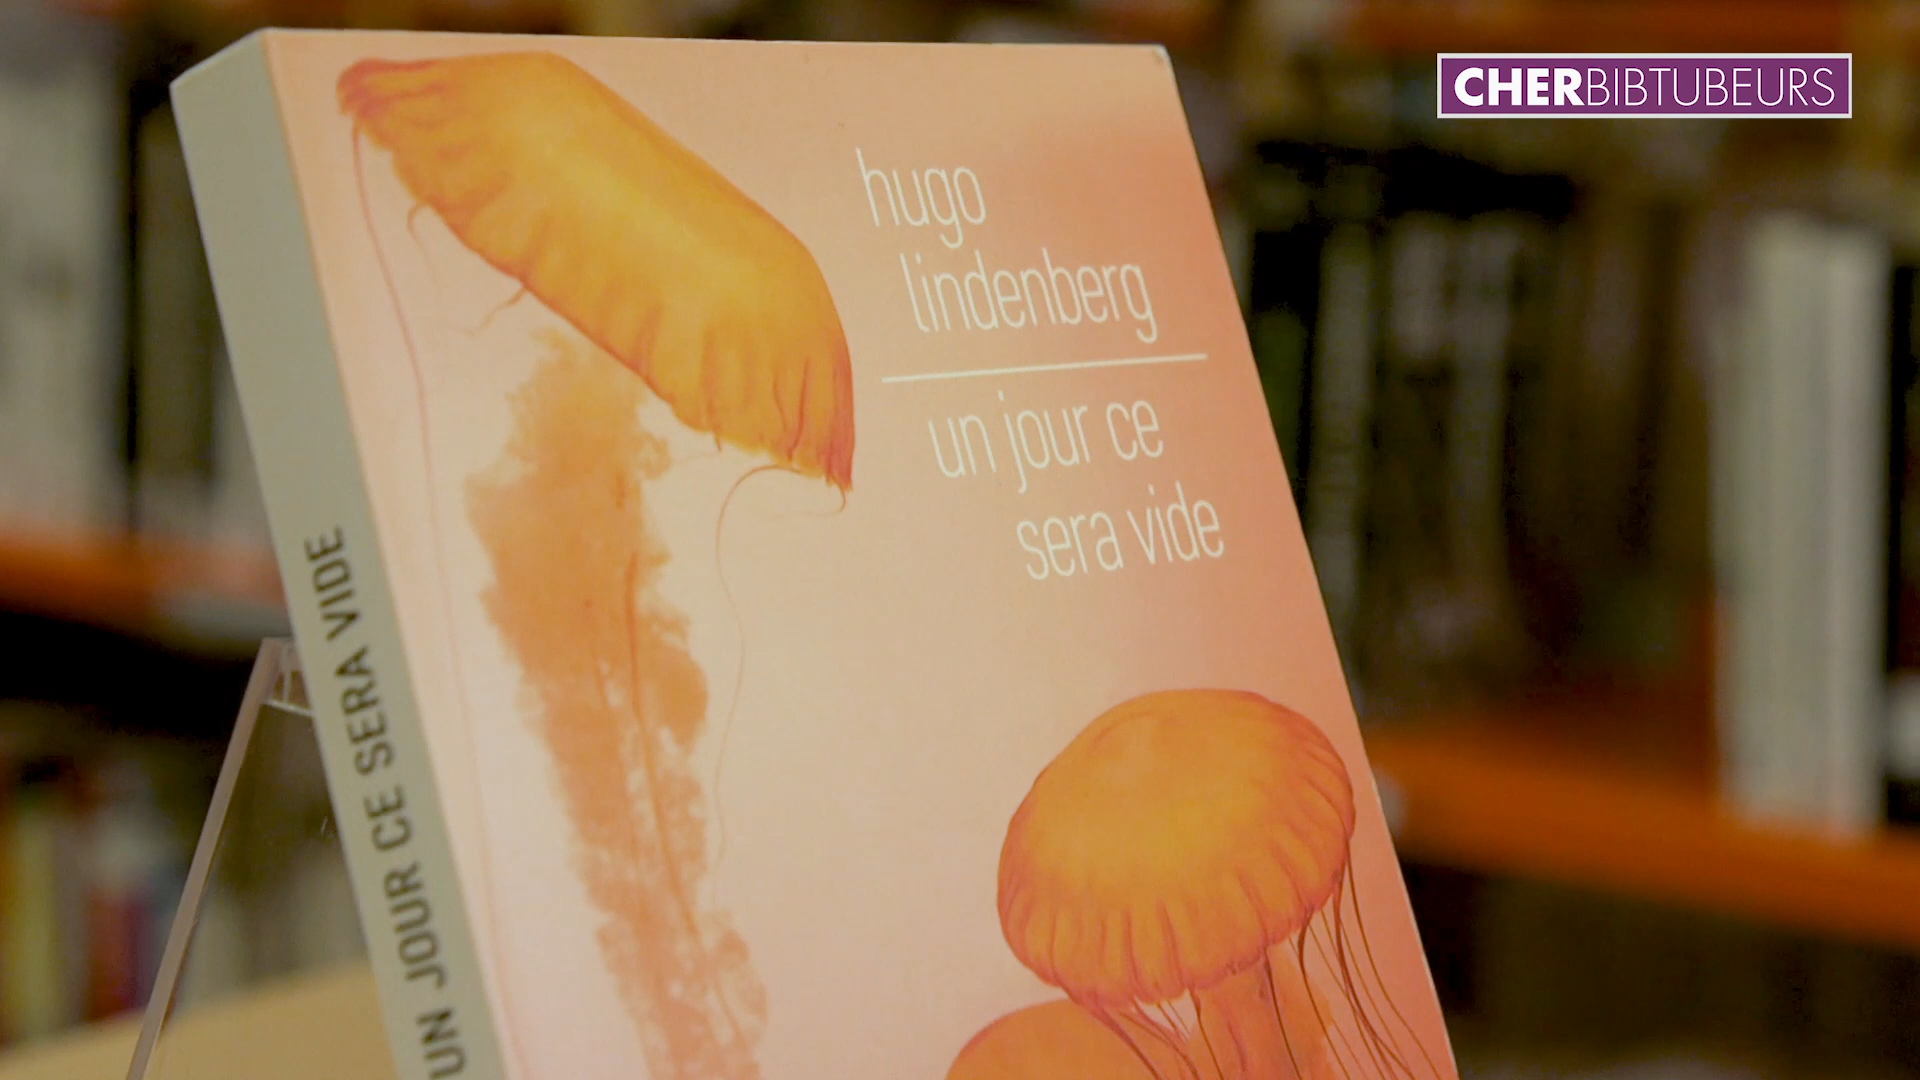 CHERBIBTUBEURS
hugo
lindenberg
un jour ce
sera vide
UN JOUR CE SERA VIDE